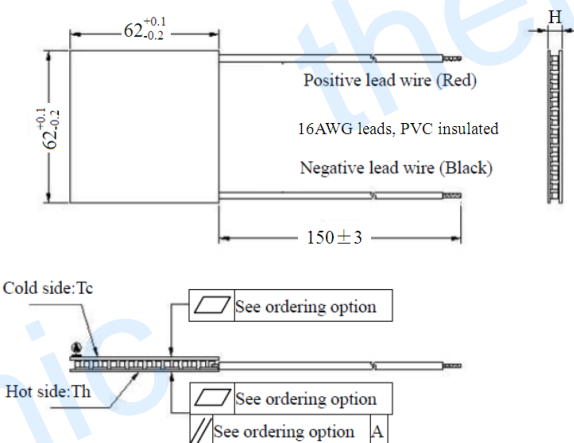 62 +0.1 -0.2
H
62 +0.1 -0.2
Positive lead wire (Red)
16AWG leads, PVC insulated
Negative lead wire (Black)
150±3
Cold side:Tc
See ordering option
A
Hot side:Th
See ordering option
See ordering option A